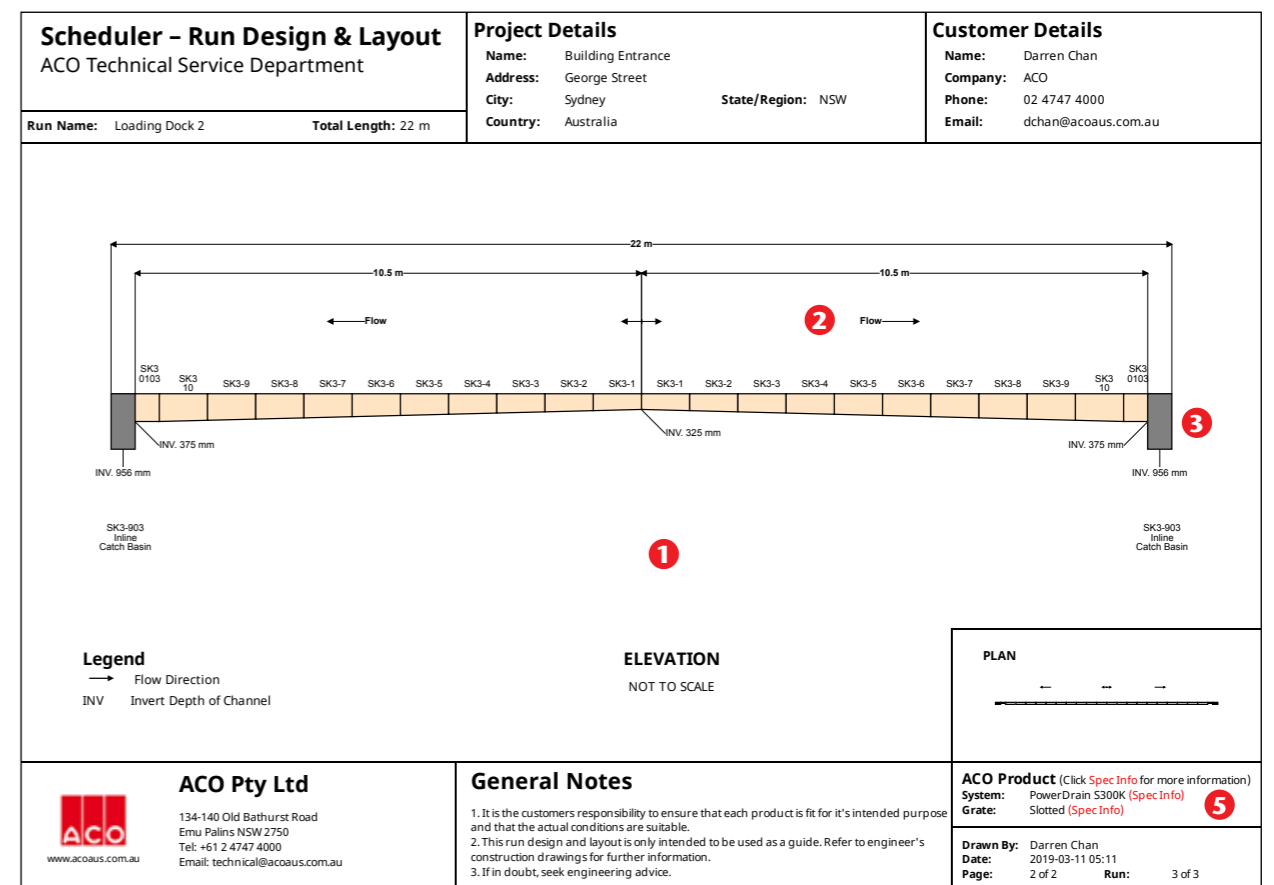 Scheduler – Run Design & Layout
ACO Technical Service Department
Run Name: Loading Dock 2 Total Length: 22 m
Project Details
Name: Building Entrance
Address: George Street
City: Sydney State/Region: NSW
Country: Australia
Customer Details
Name: Darren Chan
Company: ACO
Phone: 02 4747 4000
Email: dchan@acoaus.com.au
22 m
10.5 m 10.5 m
Flow 2 Flow
SK3 0103 SK3 10 SK3-9 SK3-8 SK3-7 SK3-6 SK3-5 SK3-4 SK3-3 SK3-2 SK3-1 SK3-1 SK3-2 SK3-3 SK3-4 SK3-5 SK3-6 SK3-7 SK3-8 SK3-9 SK3 10 SK3 0103
3
INV. 375 mm INV. 325 mm INV. 375 mm
INV. 956 mm INV. 956 mm
SK3-903
Inline
Catch Basin
SK3-903
Inline
Catch Basin
1
Legend
Flow Direction
INV Invert Depth of Channel
ELEVATION
NOT TO SCALE
PLAN
ACO
www.acoaus.com.au
ACO Pty Ltd
134-140 Old Bathurst Road
Emu Palins NSW 2750
Tel: +61 2 4747 4000
Email: technical@acoaus.com.au
General Notes
1. It is the customers responsibility to ensure that each product is fit for it's intended purpose
and that the actual conditions are suitable.
2. This run design and layout is only intended to be used as a guide. Refer to engineer's
construction drawings for further information.
3. If in doubt, seek engineering advice.
ACO Product (Click Spec Info for more information)
System: PowerDrain S300K (Spec Info)
Grate: Slotted (Spec Info)
5
Drawn By: Darren Chan
Date: 2019-03-11 05:11
Page: 2 of 2 Run: 3 of 3